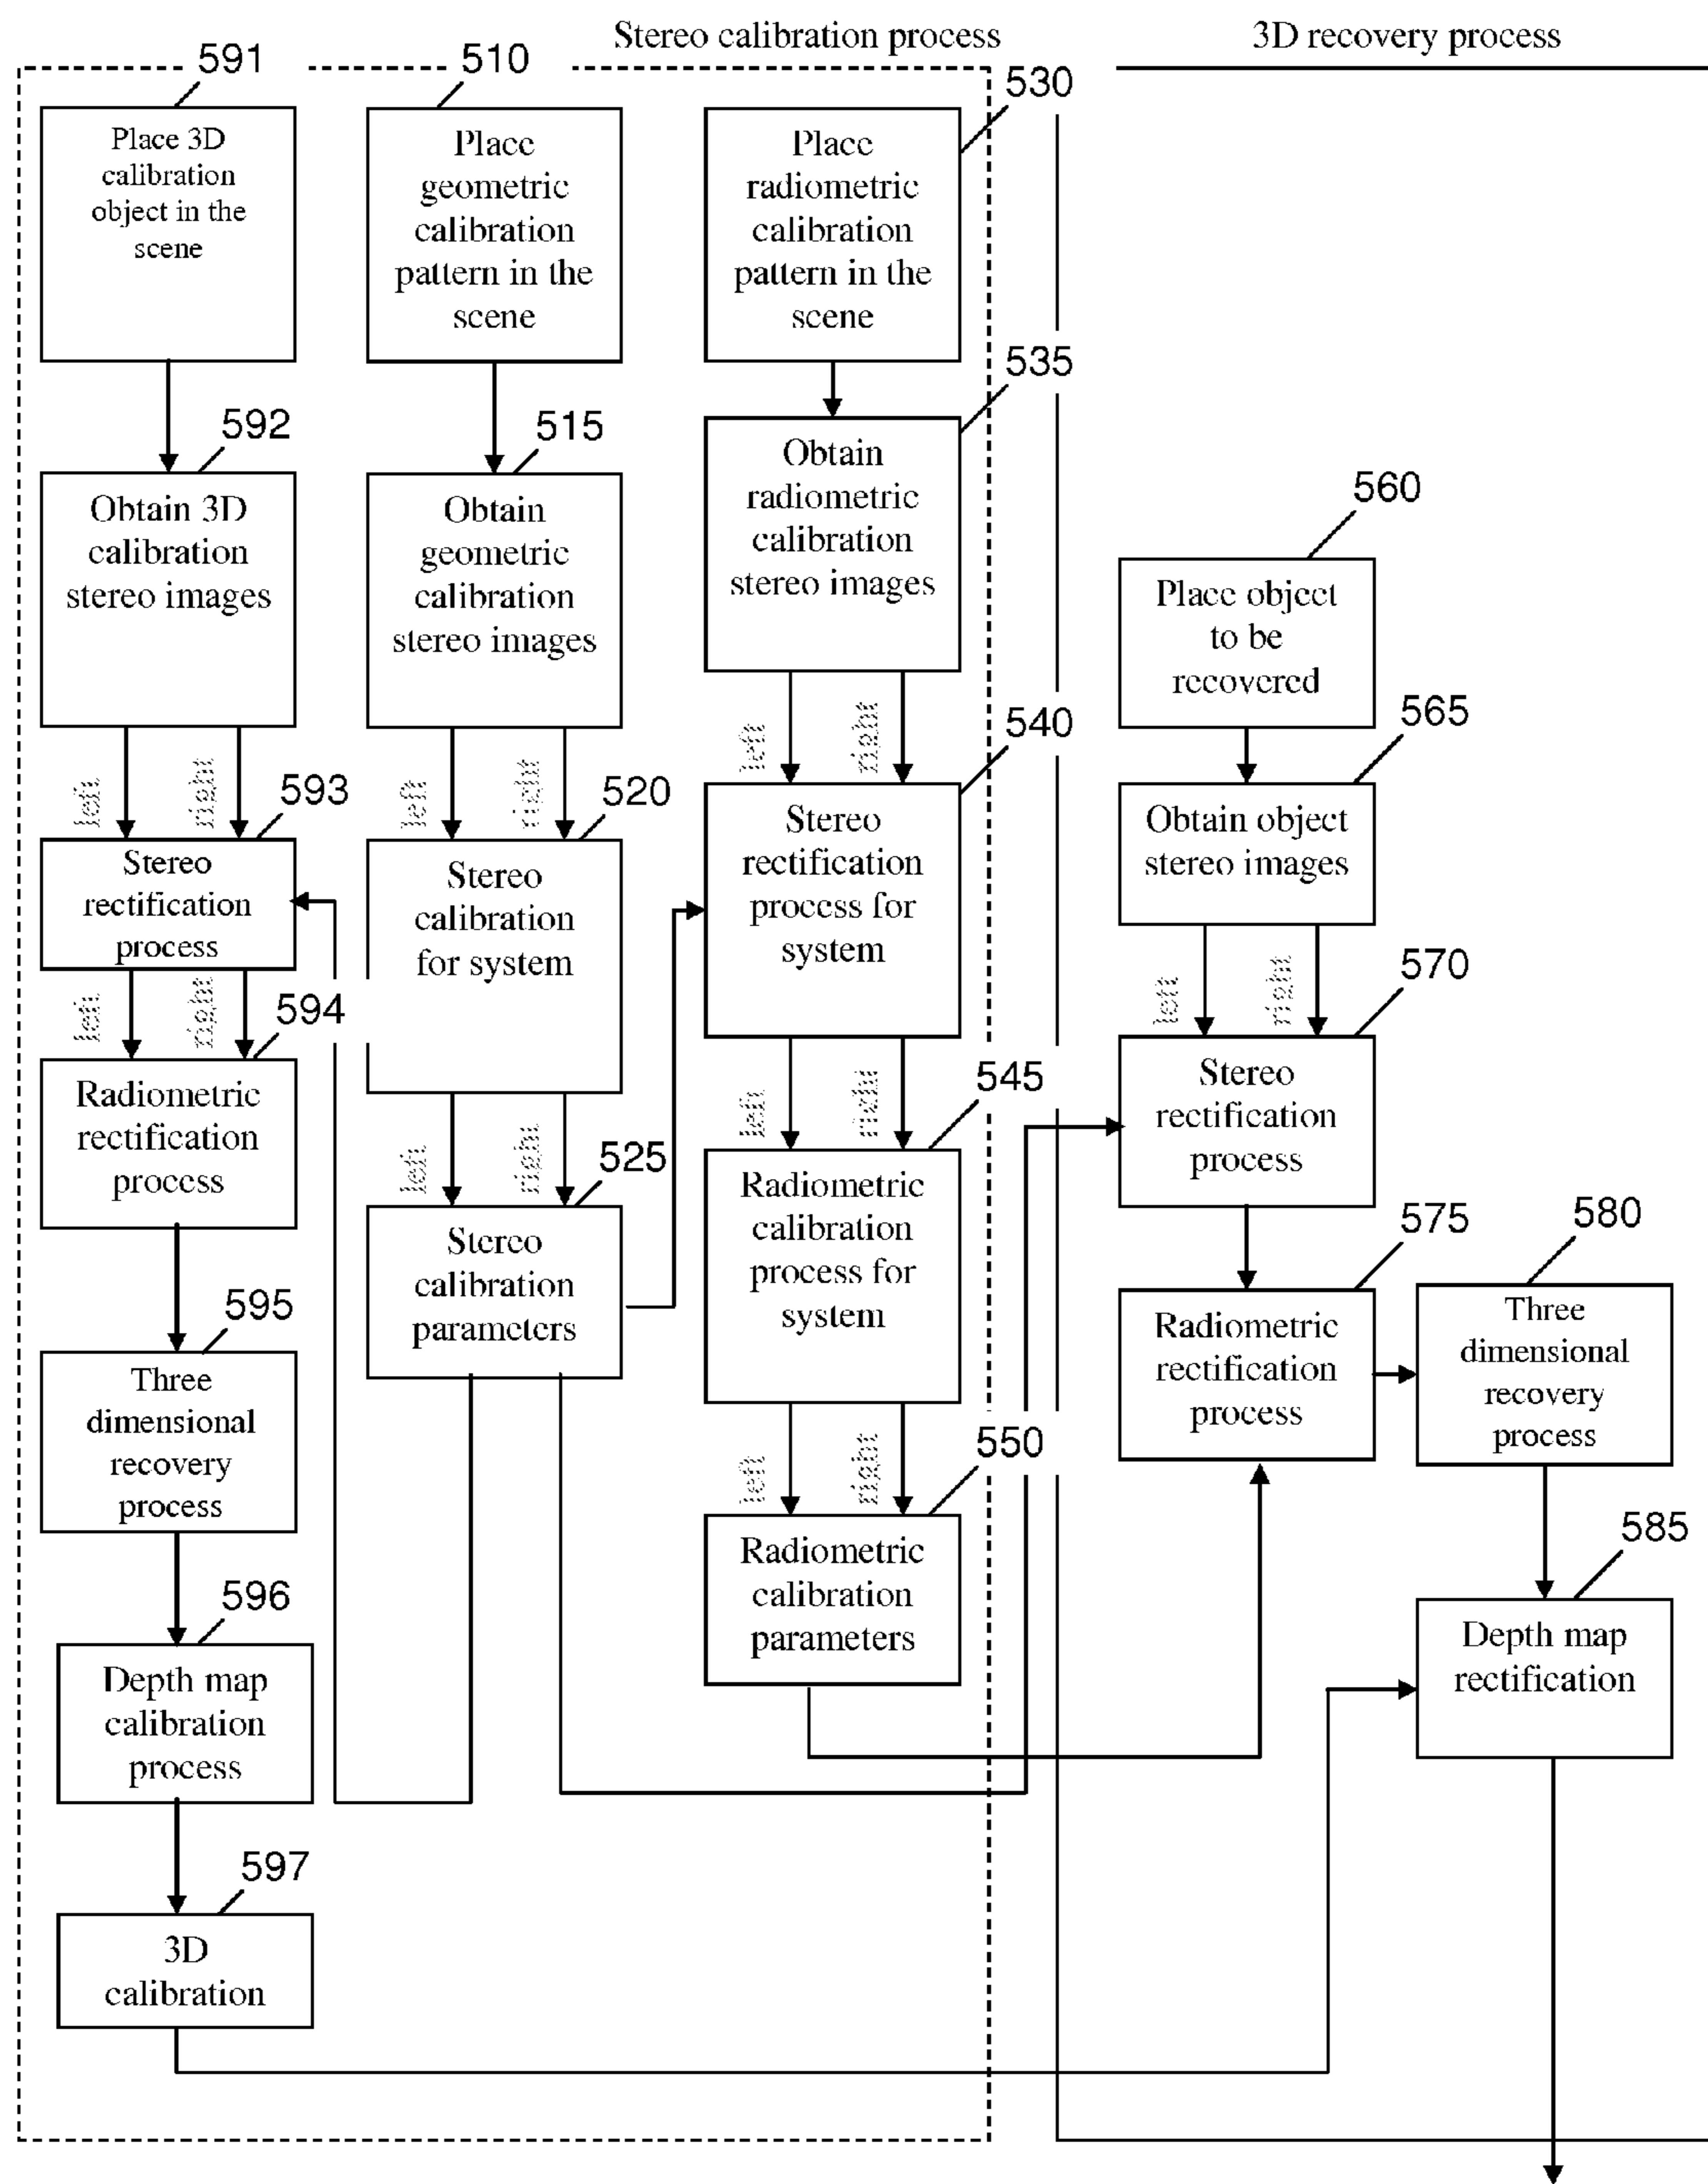 Stereo calibration process
3D recovery process
591
Place 3D
calibration
object in the
scene
592
Obtain 3D
calibration
stereo images
left
right
593
Stereo
rectification
process
left
right
594
Radiometric
rectification
process
595
Three
dimensional
recovery
process
596
Depth map
calibration
process
597
3D
calibration
510
Place
geometric
calibration
pattern in the
scene
515
Obtain
geometric
calibration
stereo images
left
right
520
Stereo
calibration
for system
left
right
525
Stereo
calibration
parameters
530
Place
radiometric
calibration
pattern in the
scene
535
Obtain
radiometric
calibration
stereo images
left
right
540
Stereo
rectification
process for
system
left
right
545
Radiometric
calibration
process for
system
left
right
550
Radiometric
calibration
parameters
560
Place object
to be
recovered
565
Obtain object
stereo images
left
right
570
Stereo
rectification
process
575
Radiometric
rectification
process
580
Three
dimensional
recovery
process
585
Depth map
rectification